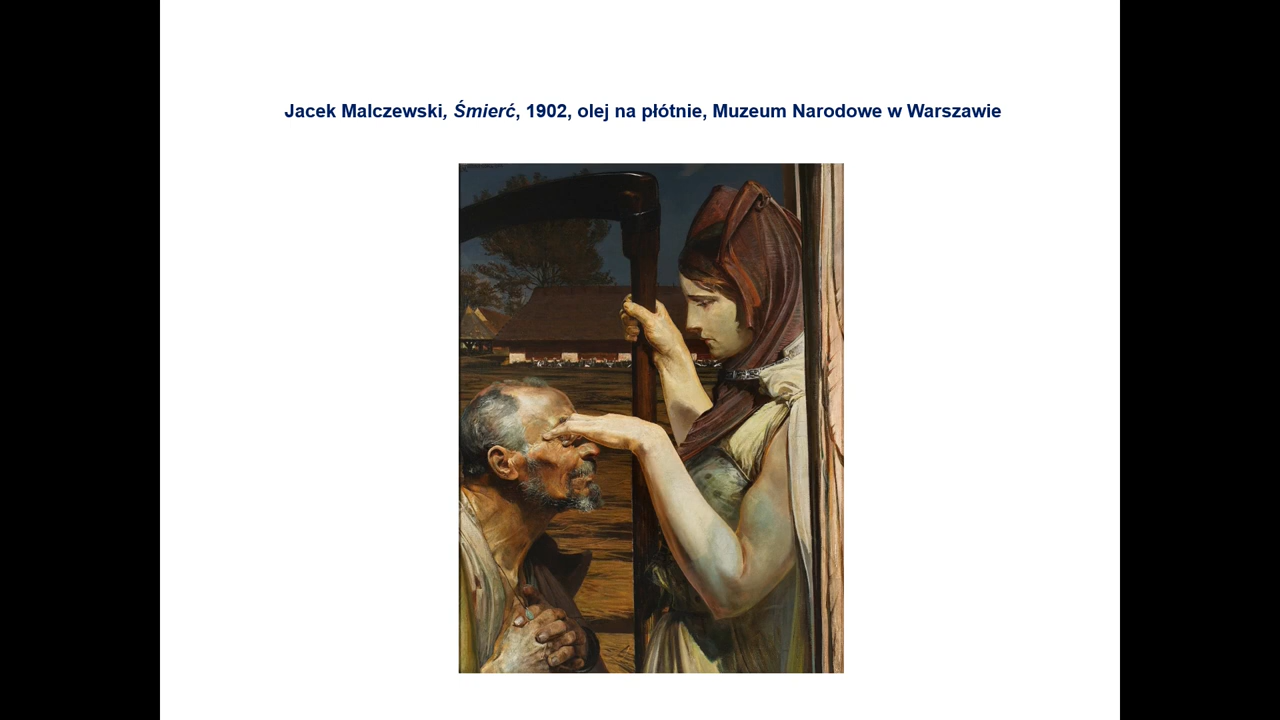 Jacek Malczewski, Śmierć, 1902, olej na płótnie, Muzeum Narodowe w Warszawie